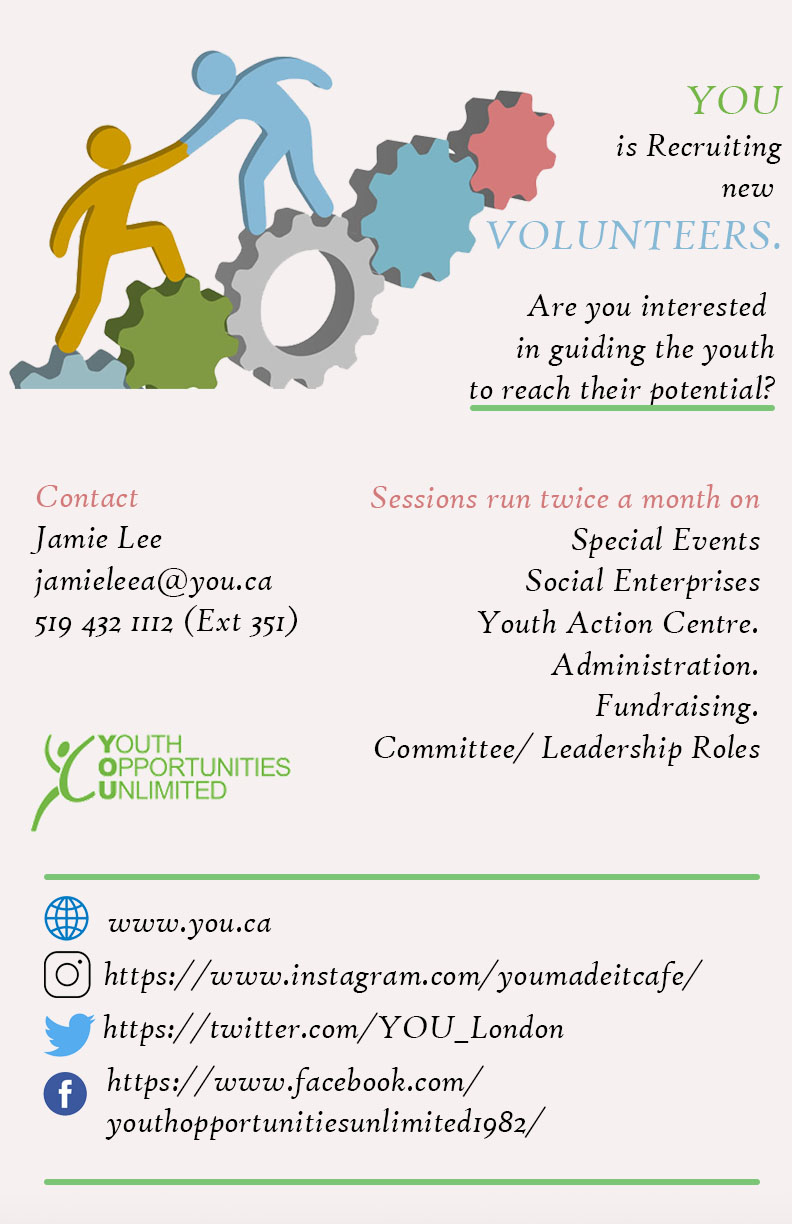 YOU
is Recruiting
new
VOLUNTEERS.
Are you interested
in guiding the youth
to reach their potential?
Contact
Jamie Lee
jamieleea@you.ca
519 432 1112 (Ext 351)
Sessions run twice a month on
Special Events
Social Enterprises
Youth Action Centre.
Administration.
Fundraising.
Committee/ Leadership Roles
YOUTH
OPPORTUNITIES
UNLIMITED
www.you.ca
https://www.instagram.com/youmadeitcafe/
https://twitter.com/YOU_London
https://www.facebook.com/
youthopportunitiesunlimited1982/